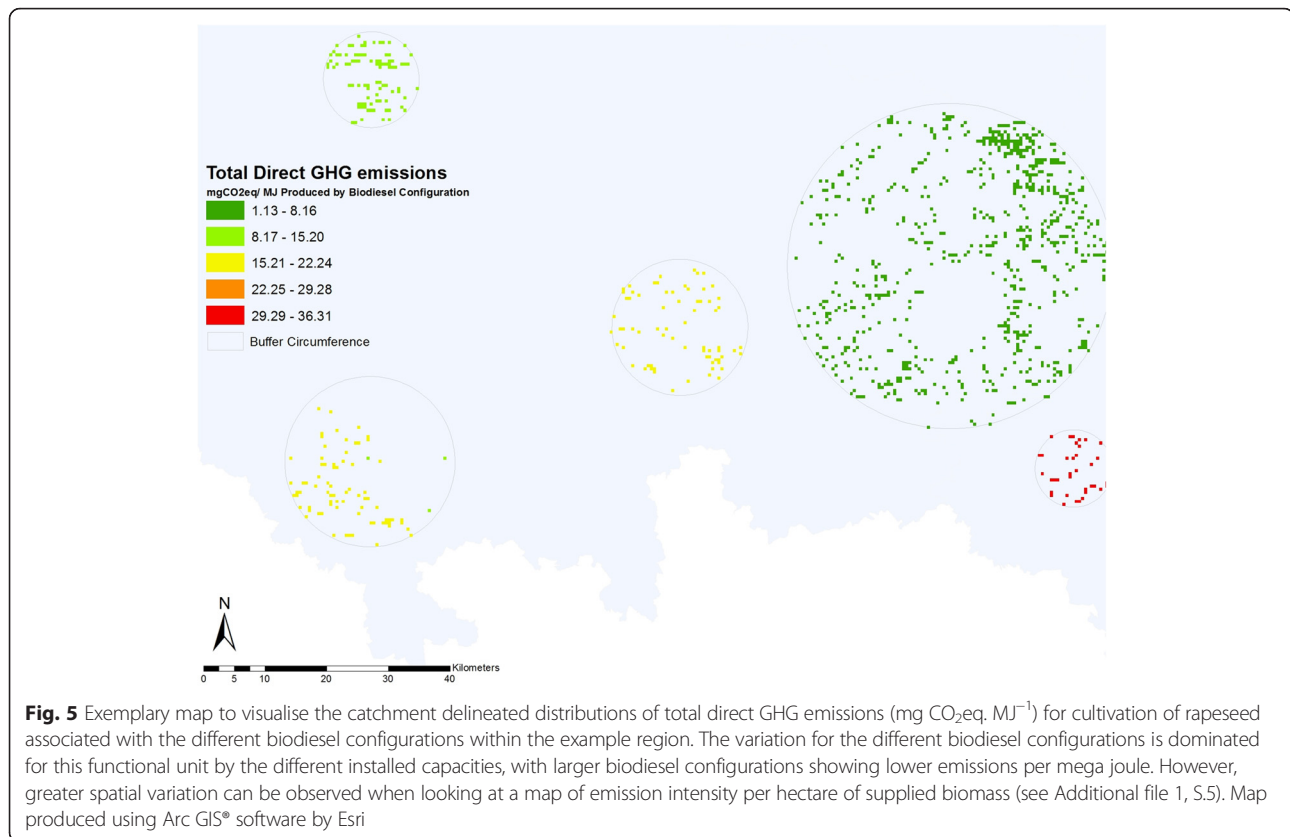 Total Direct GHG emissions
mgCO2eq/ MJ Produced by Biodiesel Configuration
1.13 - 8.16
8.17 - 15.20
15.21 - 22.24
22.25 - 29.28
29.29 - 36.31
Buffer Circumference
N
Kilometers
0 5 10 20 30 40
Fig. 5 Exemplary map to visualise the catchment delineated distributions of total direct GHG emissions (mg CO₂eq. MJ⁻¹) for cultivation of rapeseed
associated with the different biodiesel configurations within the example region. The variation for the different biodiesel configurations is dominated
for this functional unit by the different installed capacities, with larger biodiesel configurations showing lower emissions per mega joule. However,
greater spatial variation can be observed when looking at a map of emission intensity per hectare of supplied biomass (see Additional file 1, S.5). Map
produced using Arc GIS® software by Esri